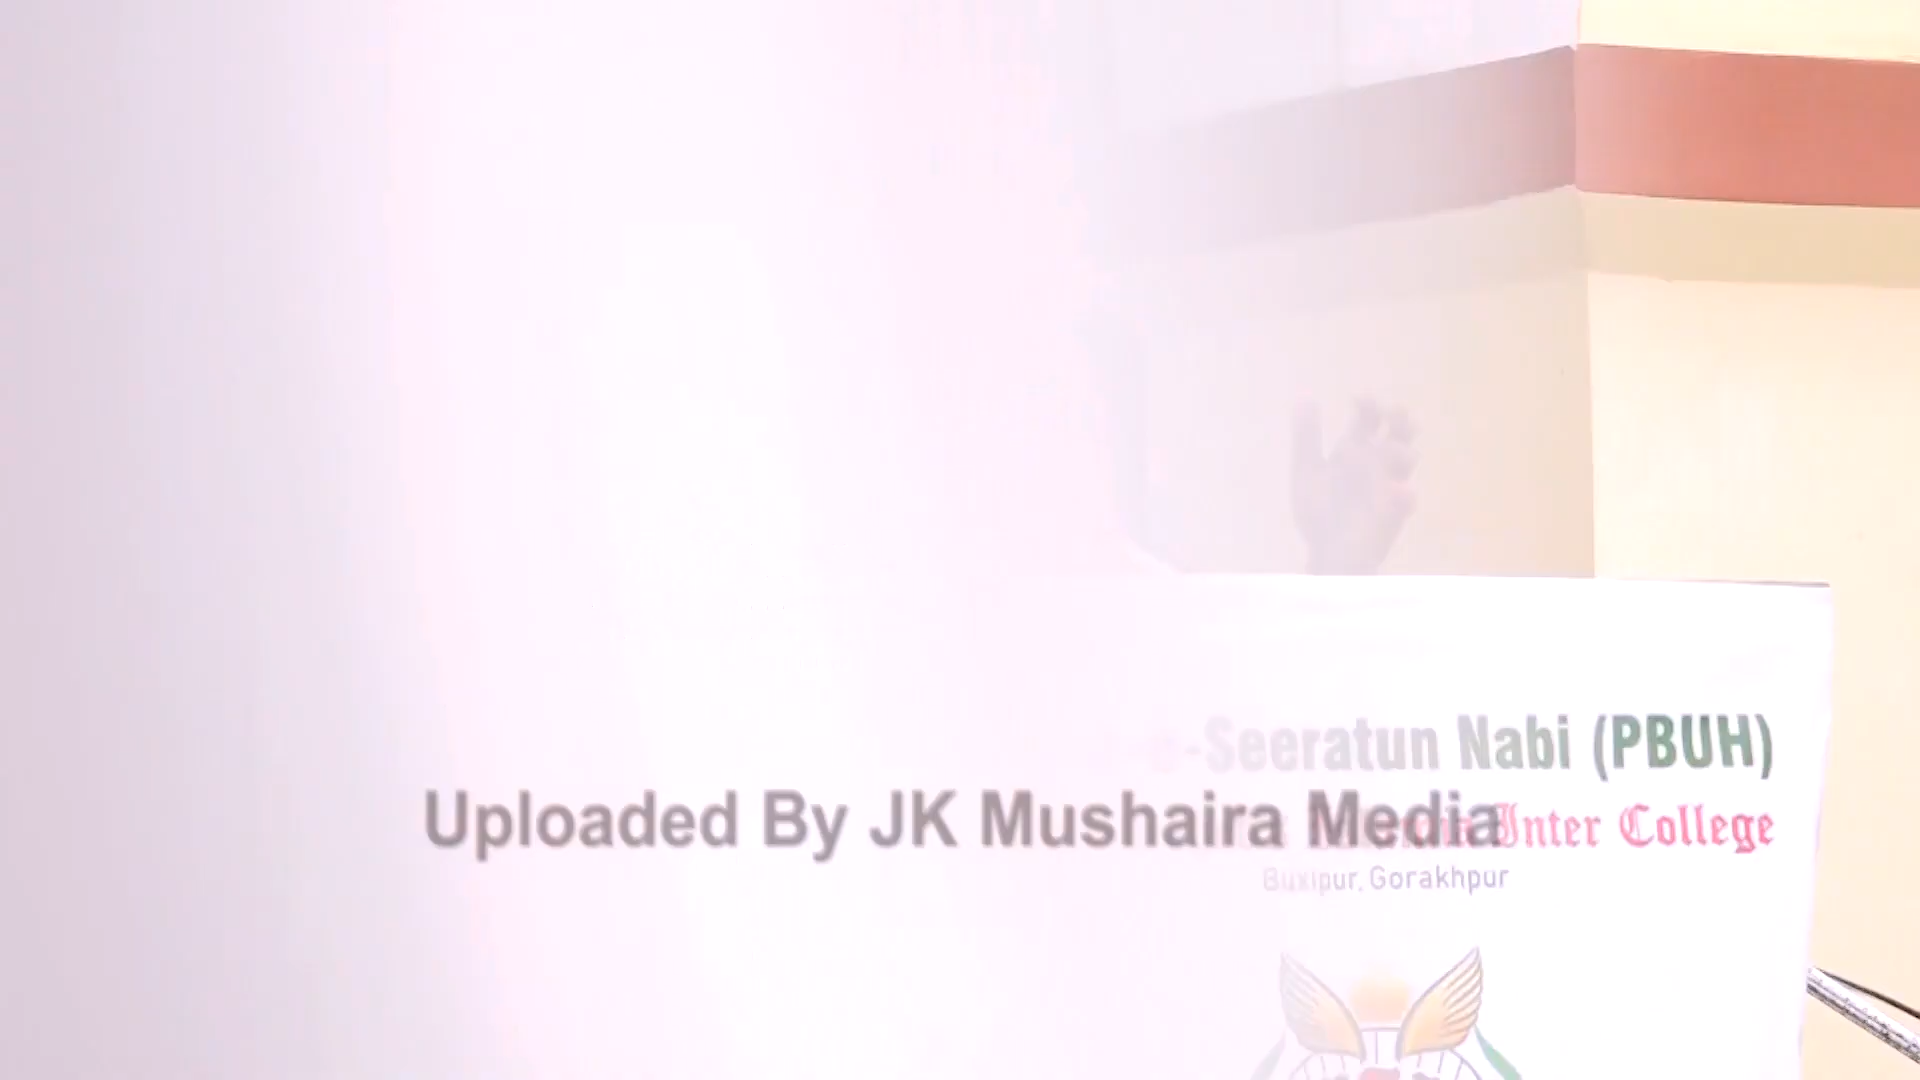 -Seeratun Nabi (PBUH)
Uploaded By JK Mushaira Media
Inter College
Buxipur, Gorakhpur